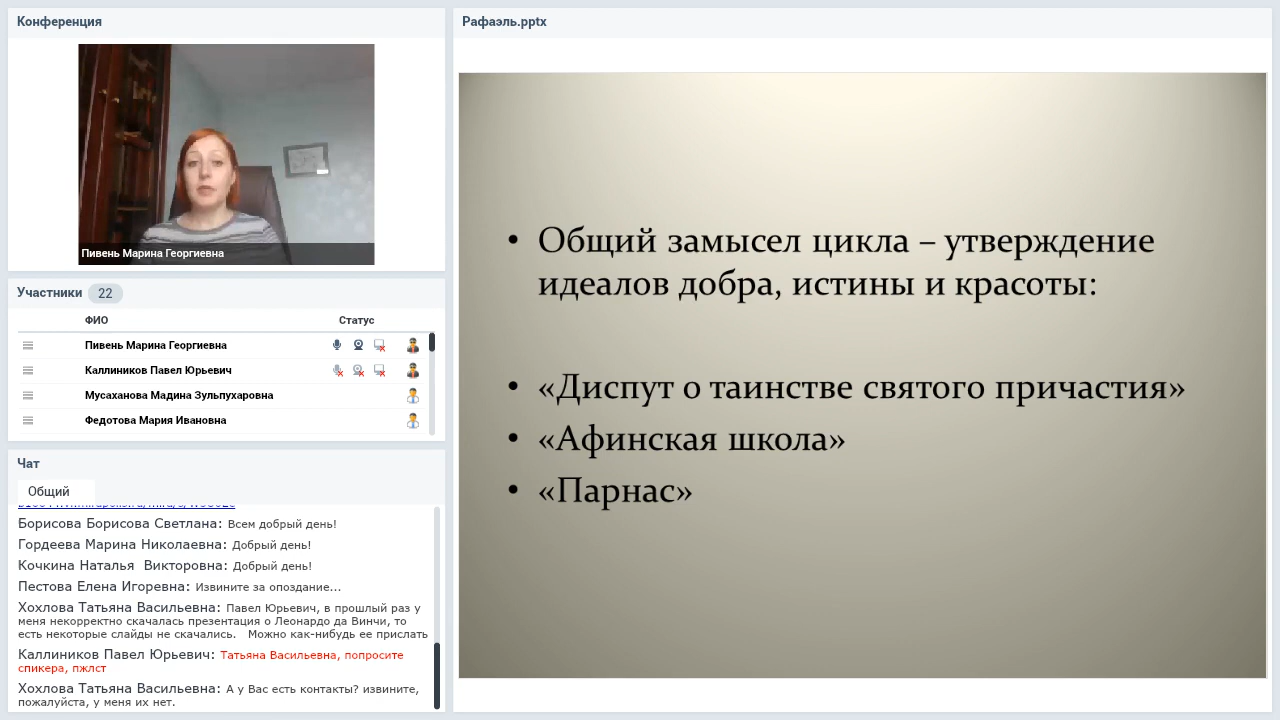 Конференция
Пивень Марина Георгиевна
Участники 22
ФИО Статус
Пивень Марина Георгиевна
Каллиников Павел Юрьевич
Мусаханова Мадина Зульпухаровна
Федотова Мария Ивановна
Чат
Общий
Борисова Борисова Светлана: Всем добрый день!
Гордеева Марина Николаевна: Добрый день!
Кочкина Наталья Викторовна: Добрый день!
Пестова Елена Игоревна: Извините за опоздание...
Хохлова Татьяна Васильевна: Павел Юрьевич, в прошлый раз у
меня некорректно скачалась презентация о Леонардо да Винчи, то
есть некоторые слайды не скачались. Можно как-нибудь ее прислать
Каллиников Павел Юрьевич: Татьяна Васильевна, попросите
спикера, пжлст
Хохлова Татьяна Васильевна: А у Вас есть контакты? извините,
пожалуйста, у меня их нет.
Рафаэль.pptx
• Общий замысел цикла – утверждение
идеалов добра, истины и красоты:
• «Диспут о таинстве святого причастия»
• «Афинская школа»
• «Парнас»